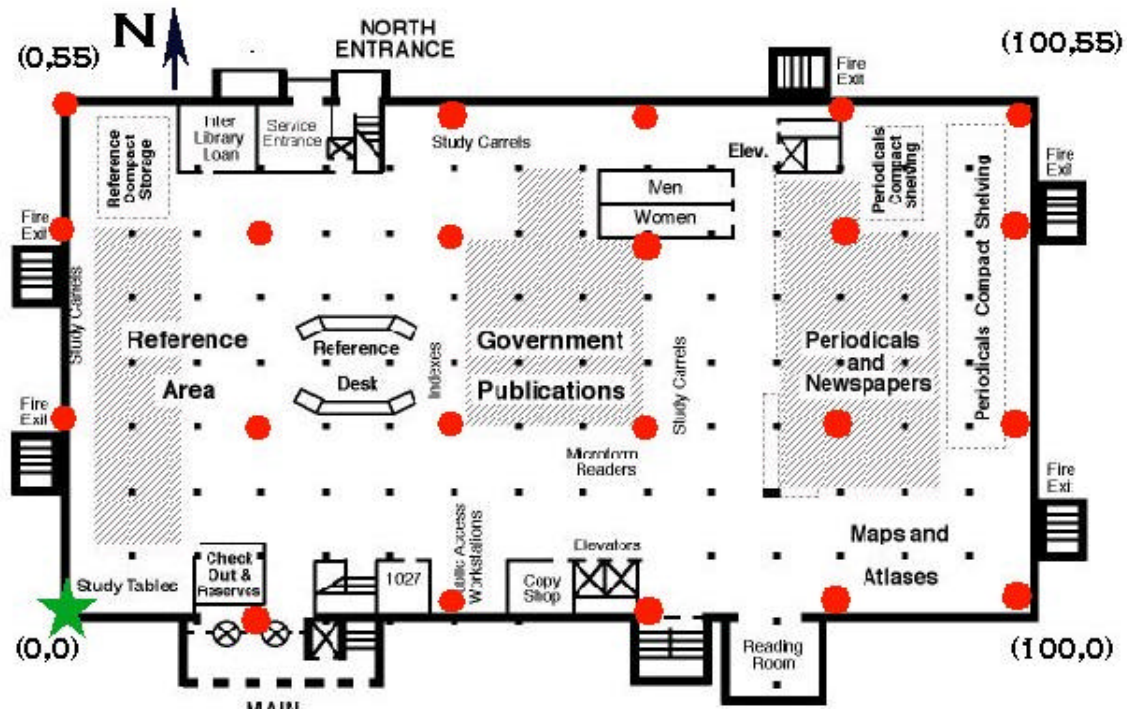 N
NORTH
ENTRANCE
(0,55)
(100,55)
Fire
Exit
Inter
Library
Loan
Service
Entrance
Study Carrels
Elev.
Reference
Compact
Storage
Men
Women
Periodicals
Compact
shelving
Periodicals Compact Shelving
Fire
Exit
Fire
Exit
Study Carrels
Reference
Area
Reference
Desk
Indexes
Government
Publications
Study Carrels
Periodicals
and
Newspapers
Fire
Exit
Microform
Readers
Fire
Exit
Maps and
Atlases
Study Tables
Check
Out &
Reserves
1027
Public Access
Workstations
Copy
Shop
Elevators
(0,0)
(100,0)
Reading
Room
MAIN